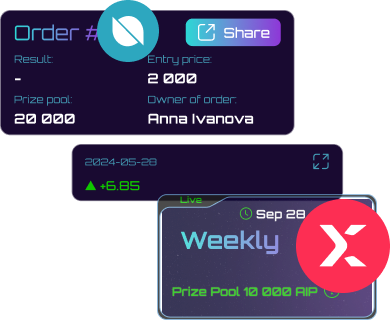 Order #
Share
Result: Entry price:
- 2 000
Prize pool: Owner of order:
20 000 Anna Ivanova
2024-05-28
+6.85
Live
Sep 28
Weekly
Prize Pool 10 000 AIP